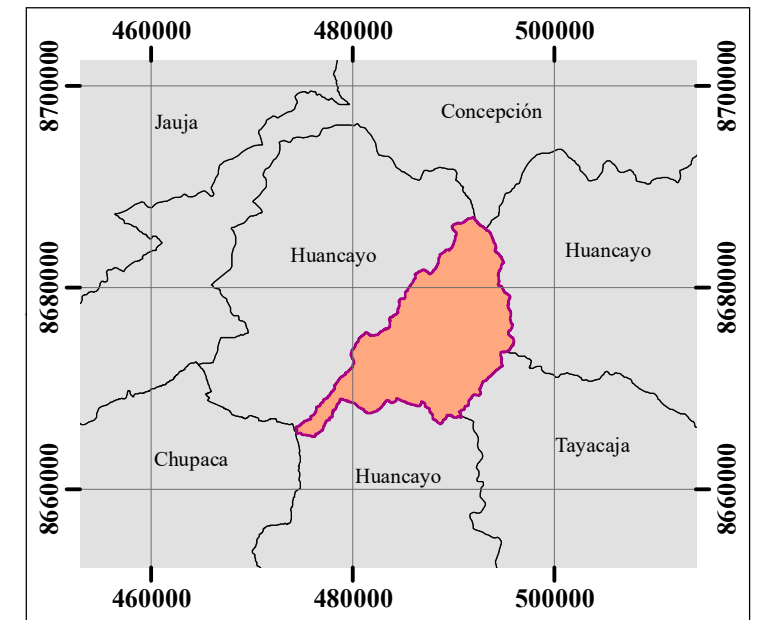 460000 480000 500000
8700000 8700000
Concepción
Jauja
Huancayo Huancayo
8680000 8680000
Tayacaja
Chupaca
Huancayo
8660000 8660000
460000 480000 500000